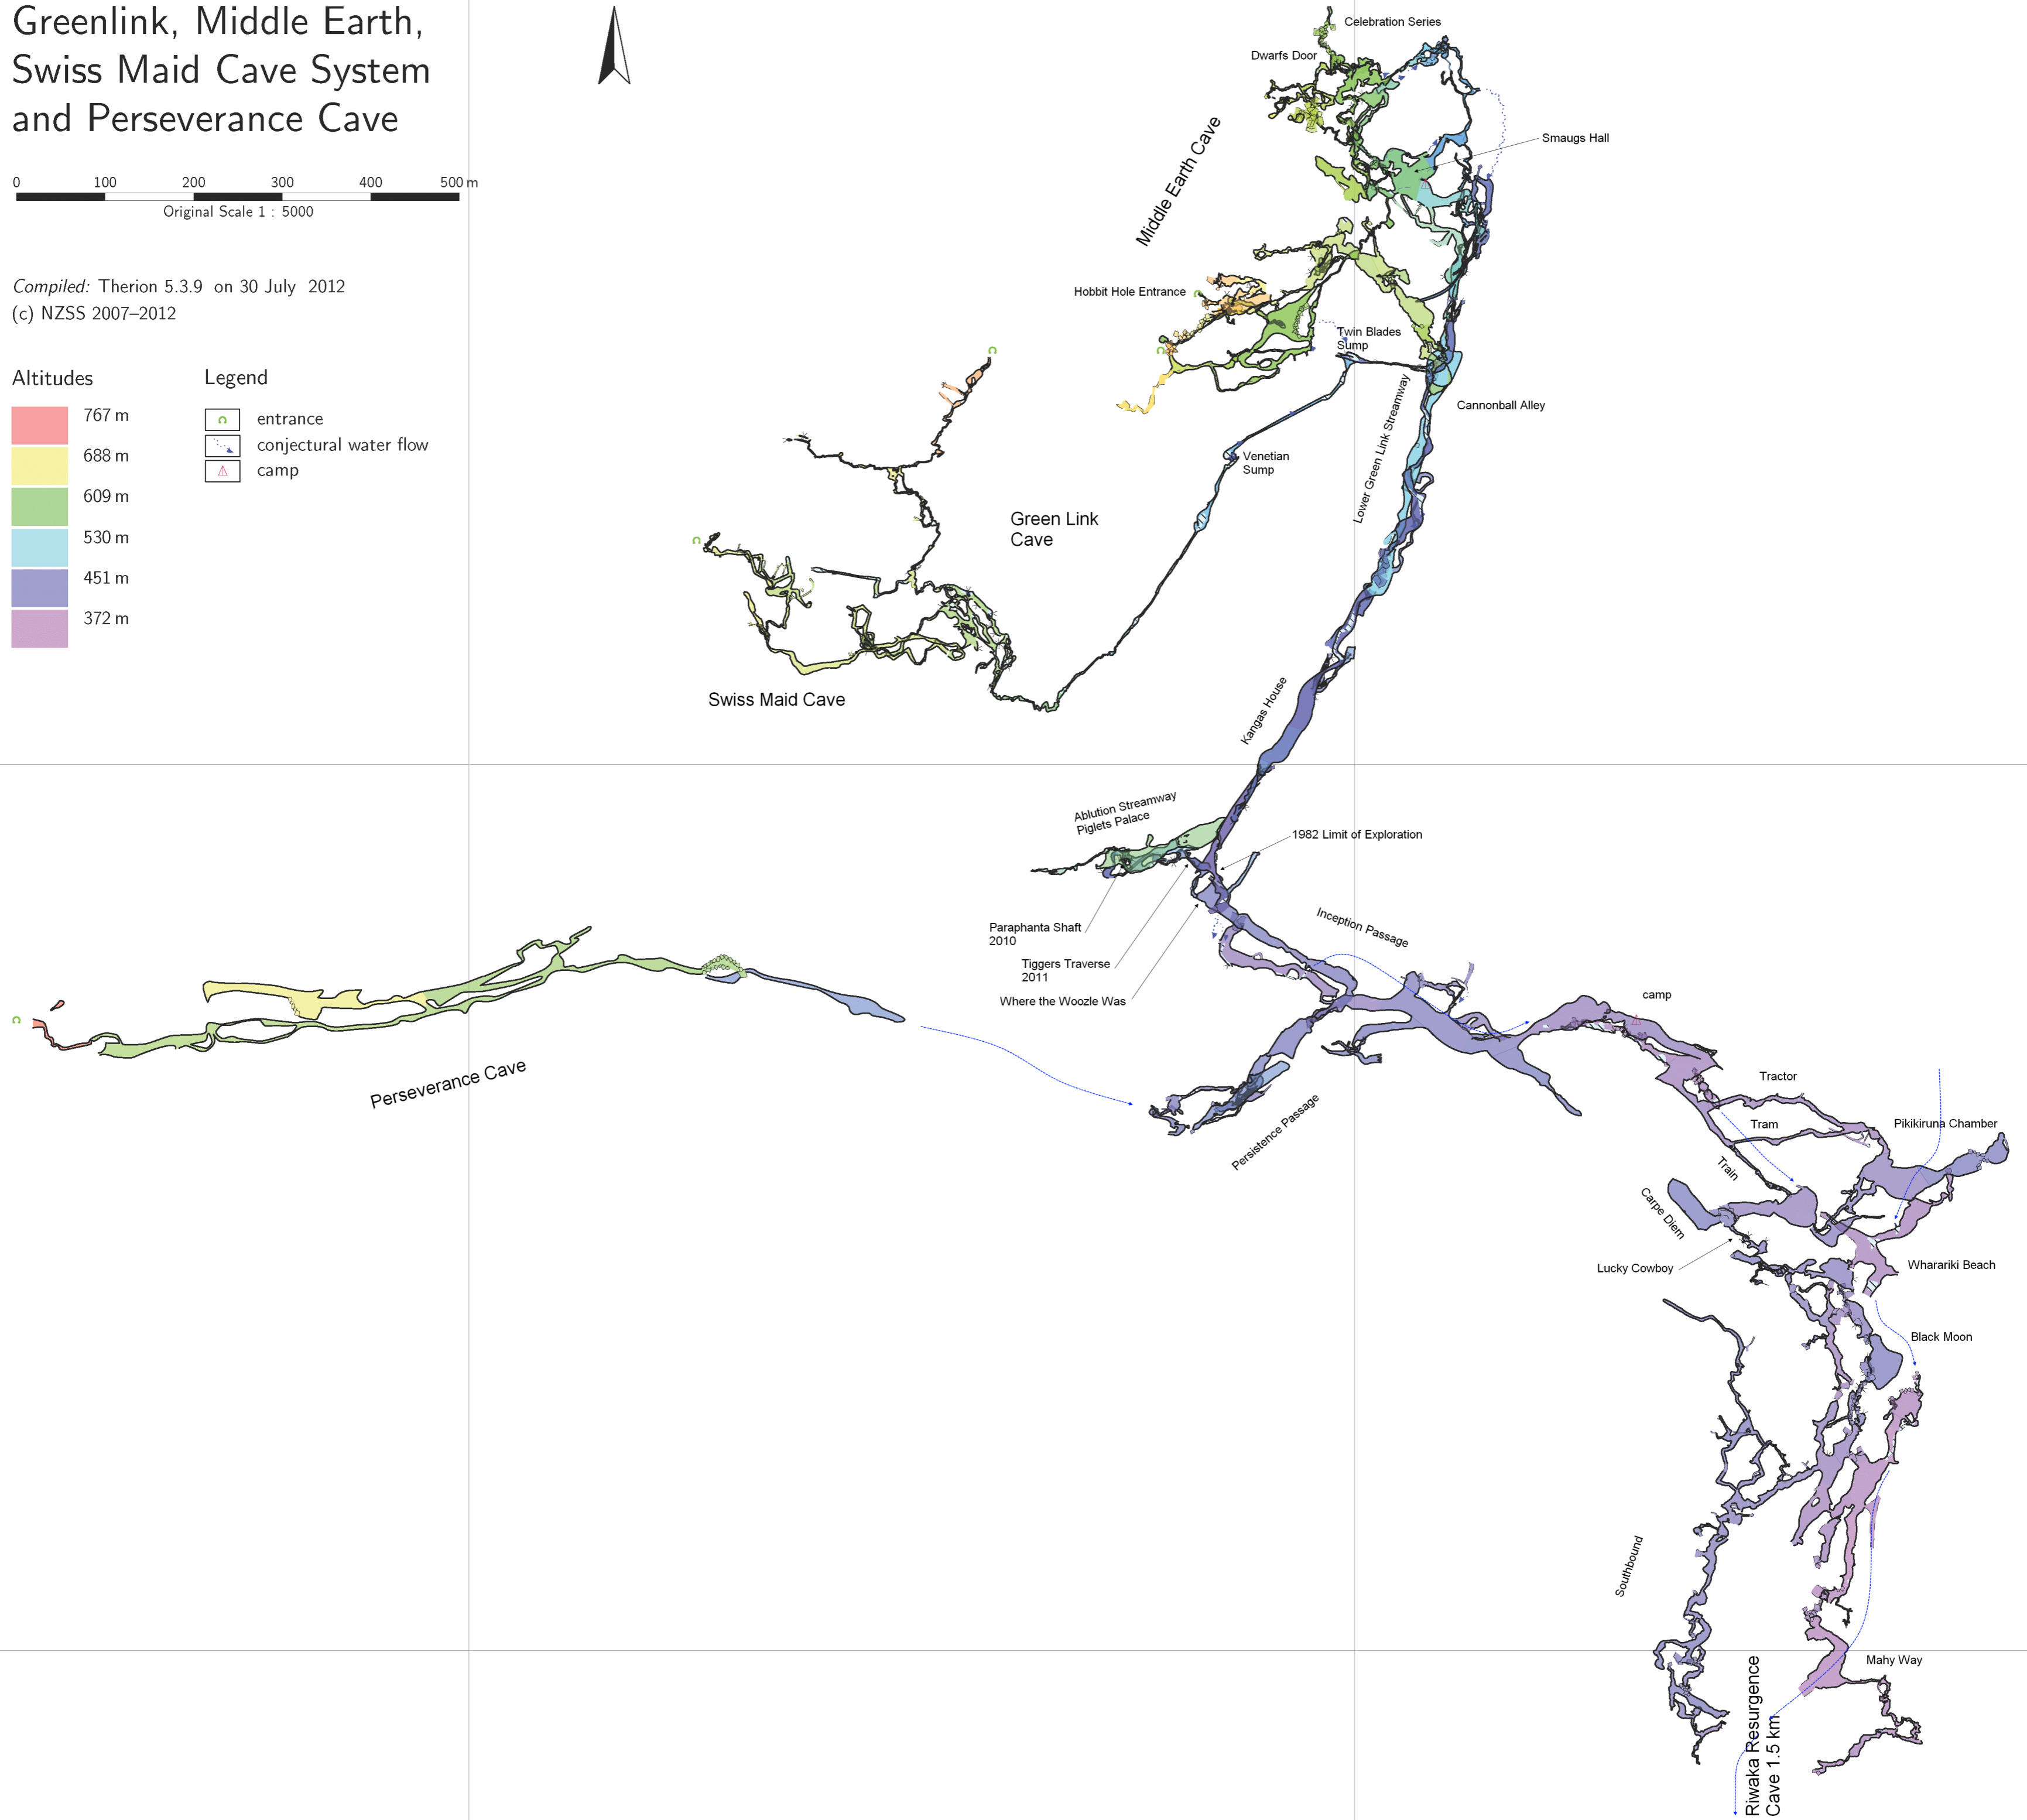 Greenlink, Middle Earth,
Swiss Maid Cave System
and Perseverance Cave
0 100 200 300 400 500 m
Original Scale 1 : 5000
Compiled: Therion 5.3.9 on 30 July 2012
(c) NZSS 2007–2012
Altitudes
767 m
688 m
609 m
530 m
451 m
372 m
Legend
entrance
conjectural water flow
camp
Celebration Series
Dwarfs Door
Smaugs Hall
Middle Earth Cave
Hobbit Hole Entrance
Twin Blades
Sump
Cannonball Alley
Lower Green Link Streamway
Venetian
Sump
Green Link
Cave
Swiss Maid Cave
Kangas House
Ablution Streamway
Piglets Palace
1982 Limit of Exploration
Paraphanta Shaft
2010
Tiggers Traverse
2011
Where the Woozle Was
Inception Passage
Perseverance Cave
Persistence Passage
camp
Tractor
Tram
Train
Pikikiruna Chamber
Carpe Diem
Lucky Cowboy
Wharariki Beach
Black Moon
Southbound
Mahy Way
Riwaka Resurgence
Cave 1.5 km